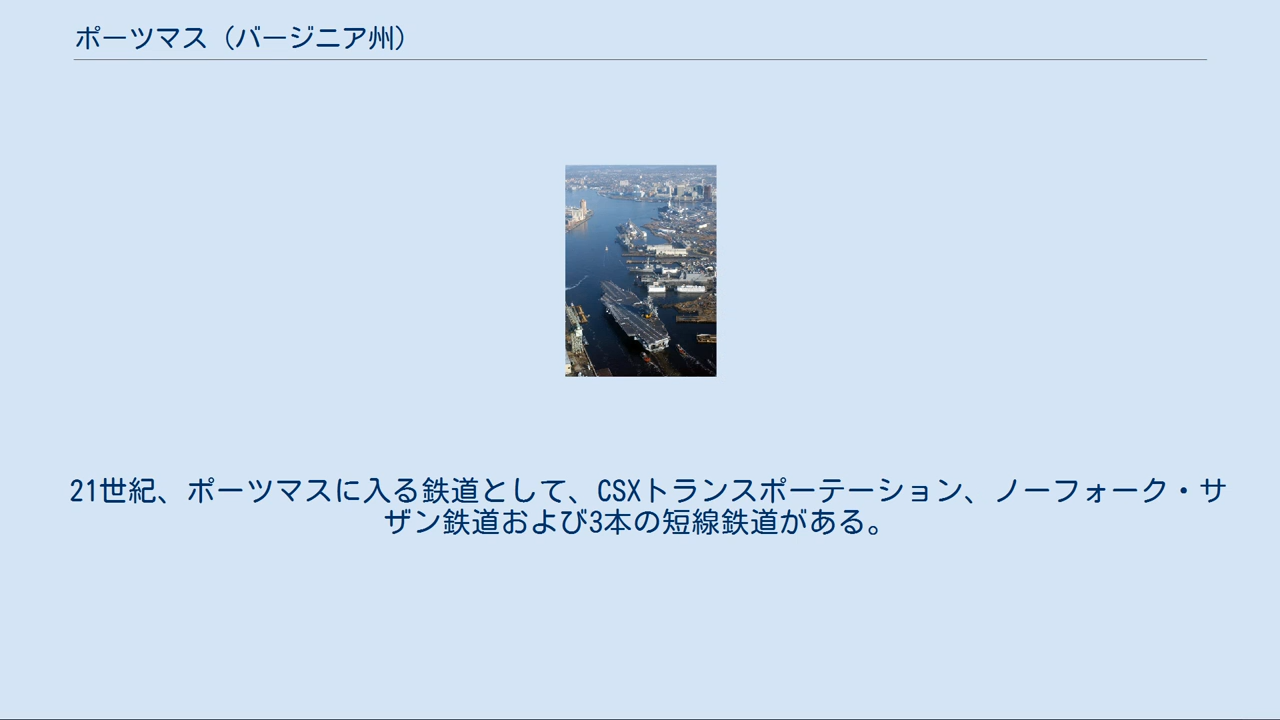 ポーツマス（バージニア州）
21世紀、ポーツマスに入る鉄道として、CSXトランスポーテーション、ノーフォーク・サ
ザン鉄道および3本の短線鉄道がある。